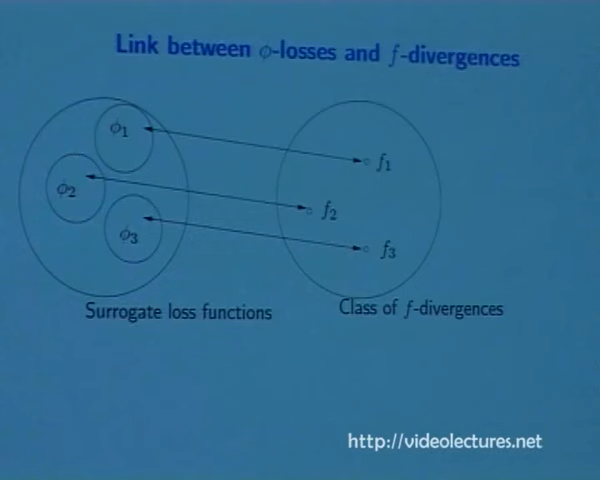 Link between ϕ-losses and f-divergences
ϕ1
f1
ϕ2
f2
ϕ3
f3
Surrogate loss functions
Class of f-divergences
http://videolectures.net